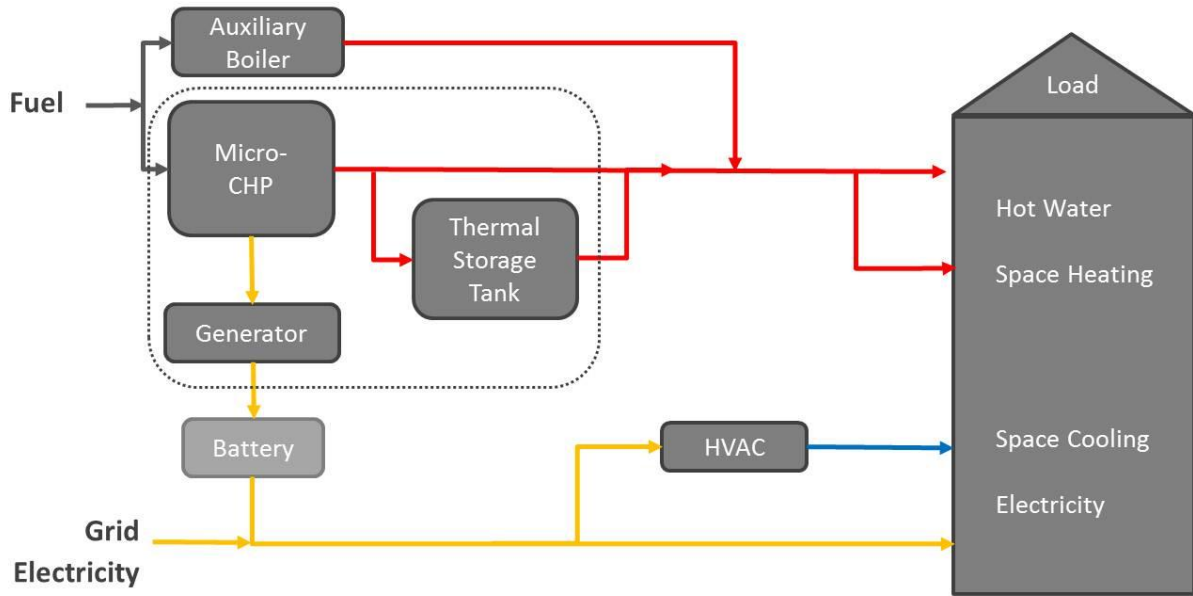 Auxiliary
Boiler
Load
Fuel
Micro-
CHP
Hot Water
Thermal
Storage
Tank
Space Heating
Generator
Battery
HVAC
Space Cooling
Electricity
Grid
Electricity